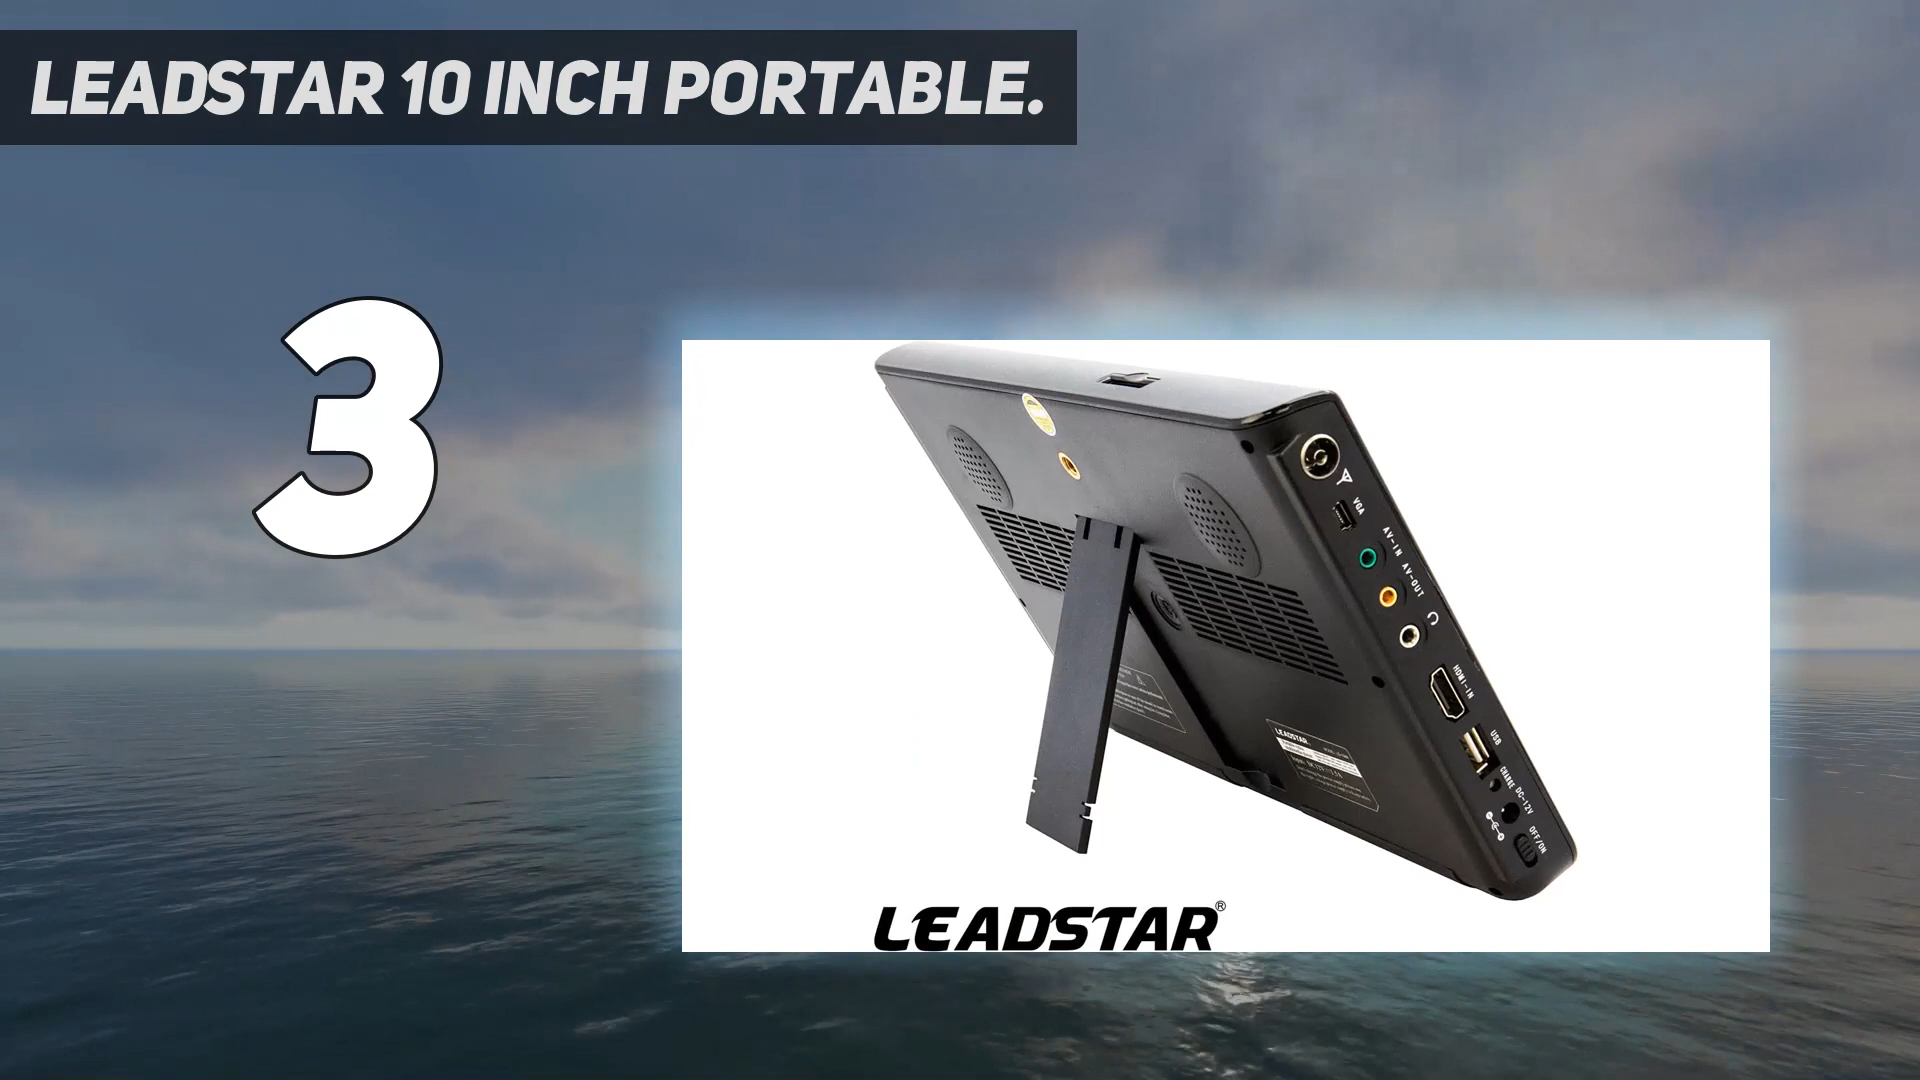 LEADSTAR 10 INCH PORTABLE.
3
VGA
AV-IN
AV-OUT
HDMI-IN
USB
CHARGE
DC-12V
OFF/ON
LEADSTAR
LEADSTAR®